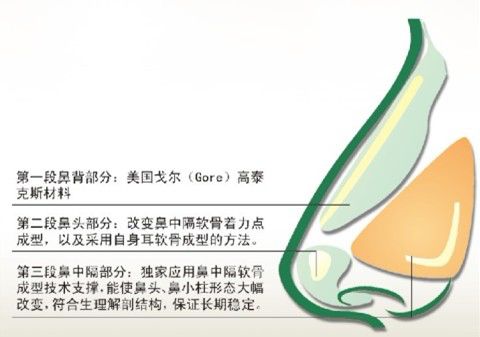 第一段鼻背部分：美国戈尔（Gore）高泰
克斯材料
第二段鼻头部分：改变鼻中隔软骨着力点
成型，以及采用自身耳软骨成型的方法。
第三段鼻中隔部分：独家应用鼻中隔软骨
成型技术支撑，能使鼻头、鼻小柱形态大幅
改变，符合生理解剖结构，保证长期稳定。